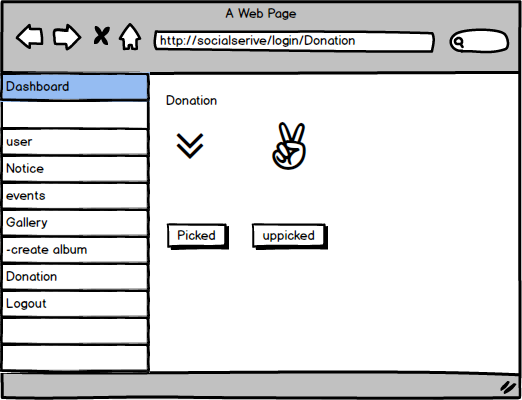 A Web Page
http://socialserive/login/Donation
Dashboard
user
Notice
events
Gallery
-create album
Donation
Logout
Donation
Picked
uppicked